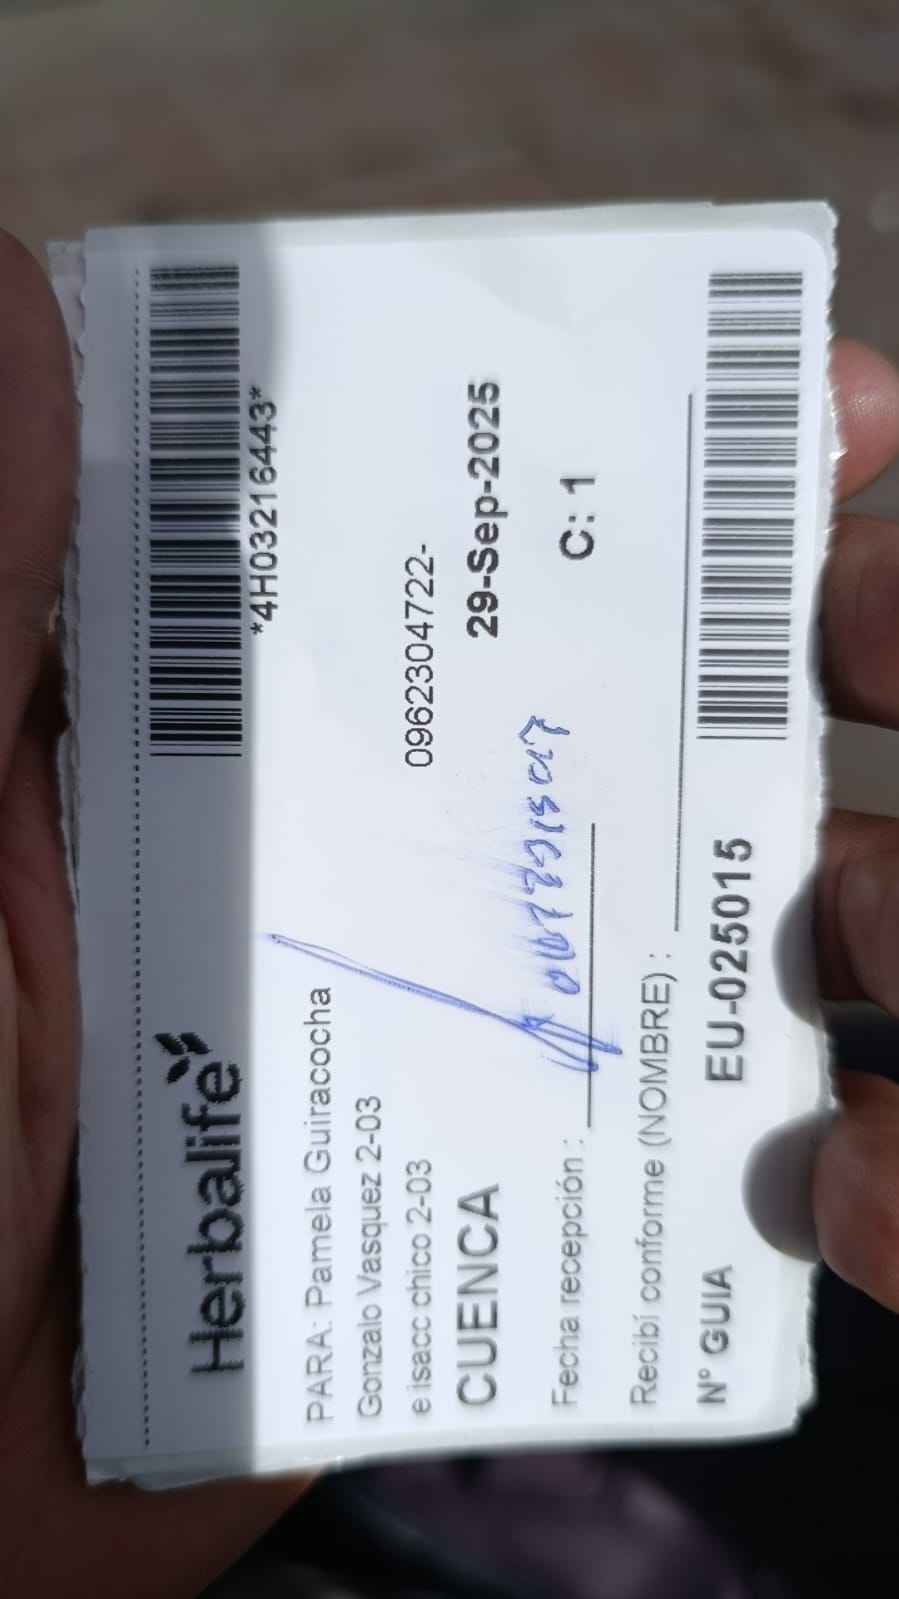 Herbalife
*4H03216443*
PARA: Pamela Guiracocha
Gonzalo Vasquez 2-03
e isacc chico 2-03
0962304722-
CUENCA
29-Sep-2025
Fecha recepción :
C: 1
Recibí conforme (NOMBRE) :
N° GUIA
EU-025015